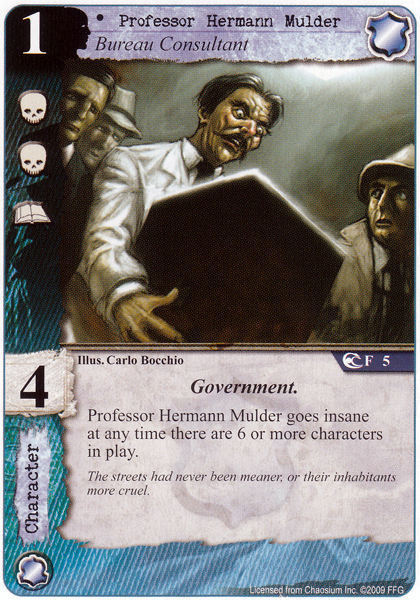 1
• Professor Hermann Mulder
Bureau Consultant
Illus. Carlo Bocchio
F 5
4
Government.
Professor Hermann Mulder goes insane
at any time there are 6 or more characters
in play.
The streets had never been meaner, or their inhabitants
more cruel.
Character
Licensed from Chaosium Inc. ©2009 FFG